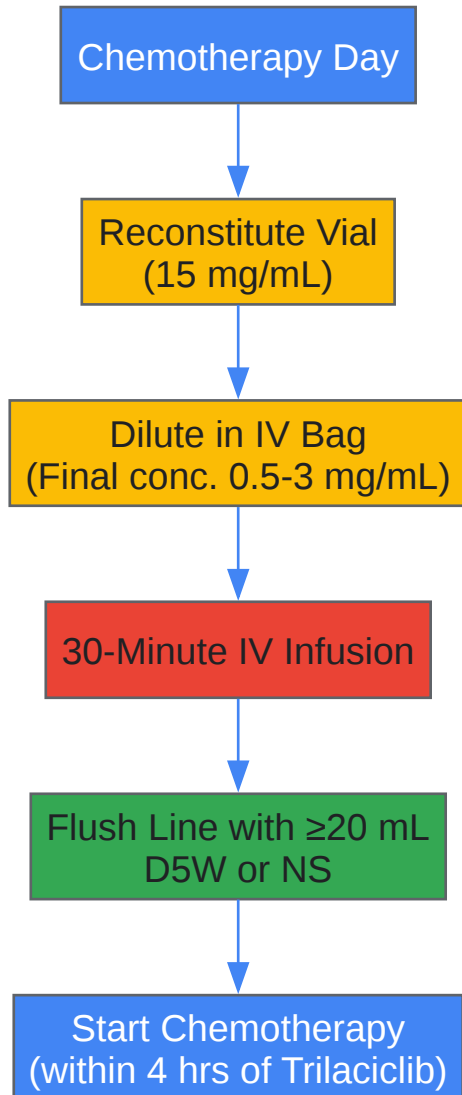 Chemotherapy Day
Reconstitute Vial
(15 mg/mL)
Dilute in IV Bag
(Final conc. 0.5-3 mg/mL)
30-Minute IV Infusion
Flush Line with ≥20 mL
D5W or NS
Start Chemotherapy
(within 4 hrs of Trilaciclib)